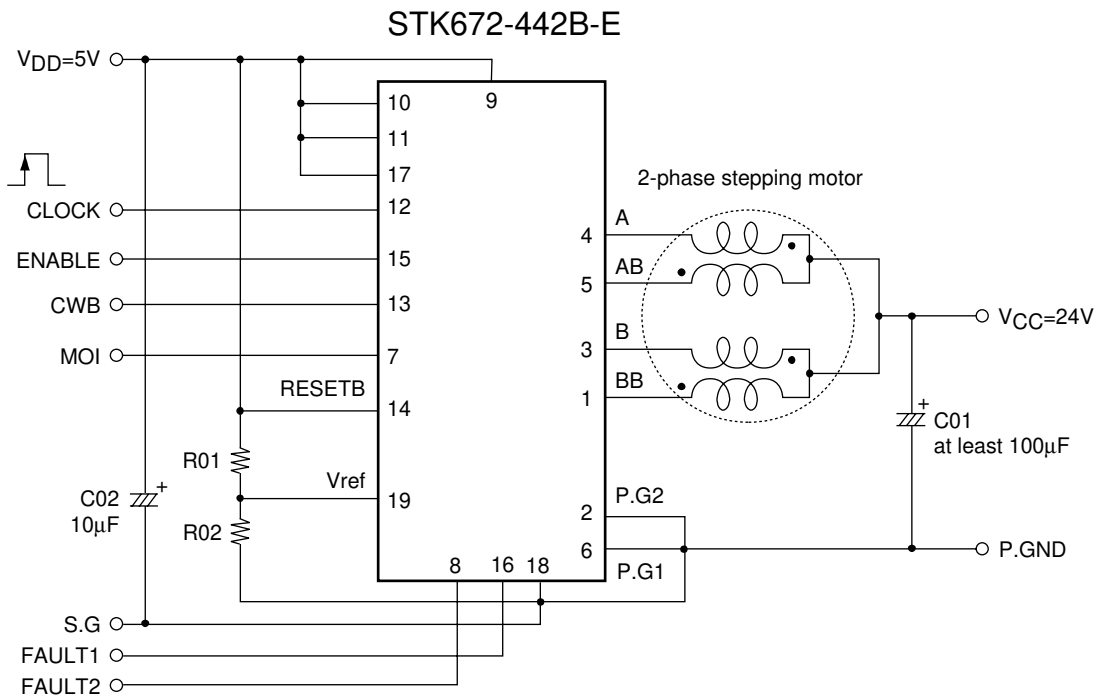 STK672-442B-E
VDD=5V
9
10
11
17
2-phase stepping motor
CLOCK
12
A
4
ENABLE
15
AB
5
CWB
13
VCC=24V
B
3
MOI
7
BB
1
RESETB
14
C01
at least 100μF
R01
Vref
19
C02
10μF
R02
P.G2
2
6
P.G1
P.GND
8
16
18
S.G
FAULT1
FAULT2
+
+